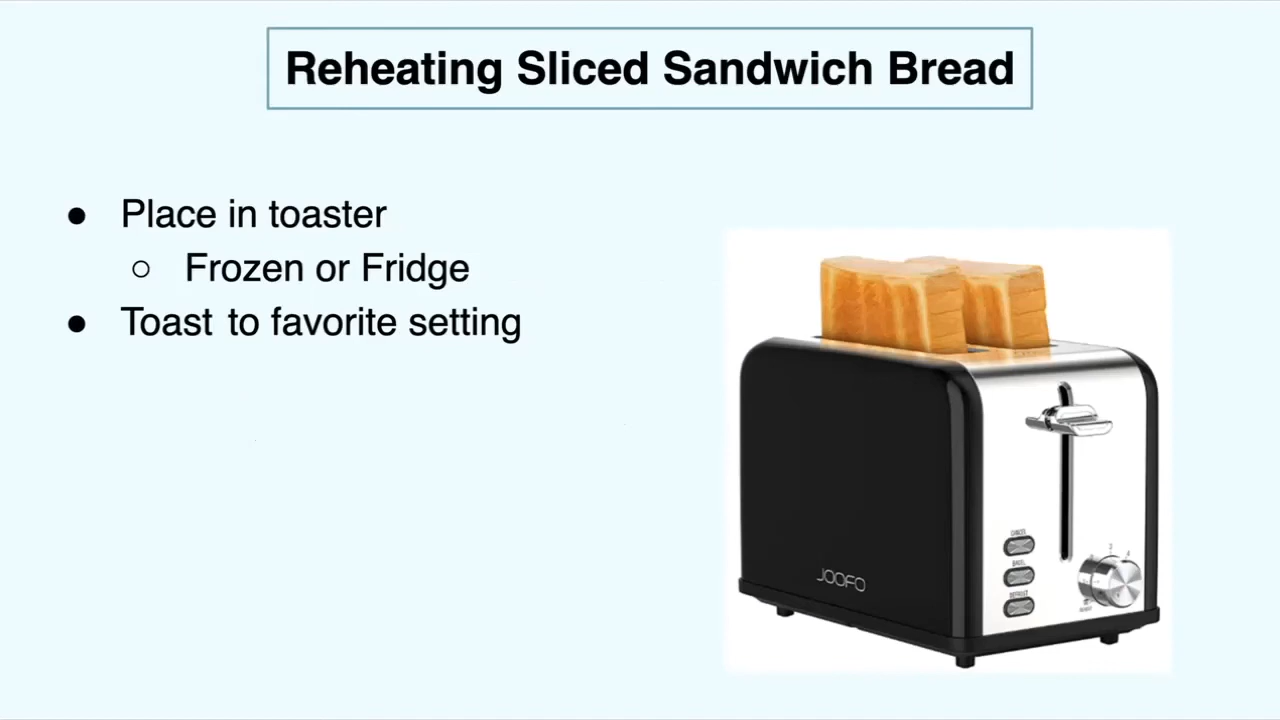 Reheating Sliced Sandwich Bread
● Place in toaster
○ Frozen or Fridge
● Toast to favorite setting
JOOFO
CANCEL
BAGEL
DEFROST